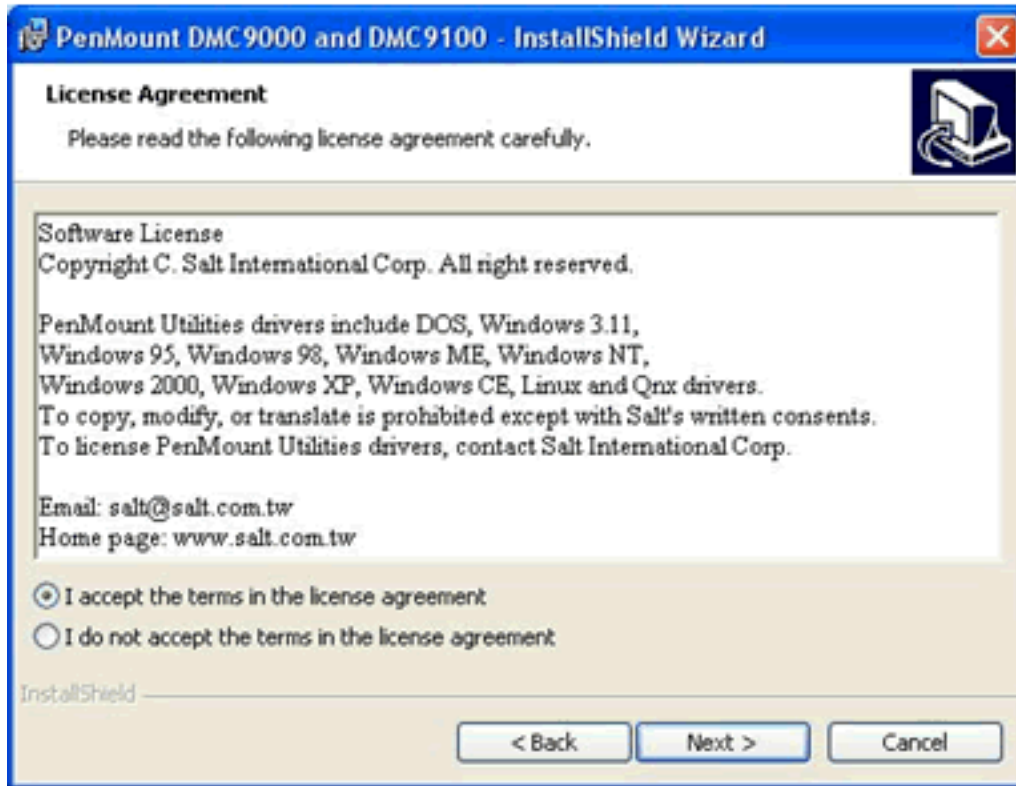 PenMount DMC9000 and DMC9100 - InstallShield Wizard
License Agreement
Please read the following license agreement carefully.
Software License
Copyright C. Salt International Corp. All right reserved.
PenMount Utilities drivers include DOS, Windows 3.11,
Windows 95, Windows 98, Windows ME, Windows NT,
Windows 2000, Windows XP, Windows CE, Linux and Qnx drivers.
To copy, modify, or translate is prohibited except with Salt's written consents.
To license PenMount Utilities drivers, contact Salt International Corp.
Email: salt@salt.com.tw
Home page: www.salt.com.tw
I accept the terms in the license agreement
I do not accept the terms in the license agreement
InstallShield
< Back Next > Cancel